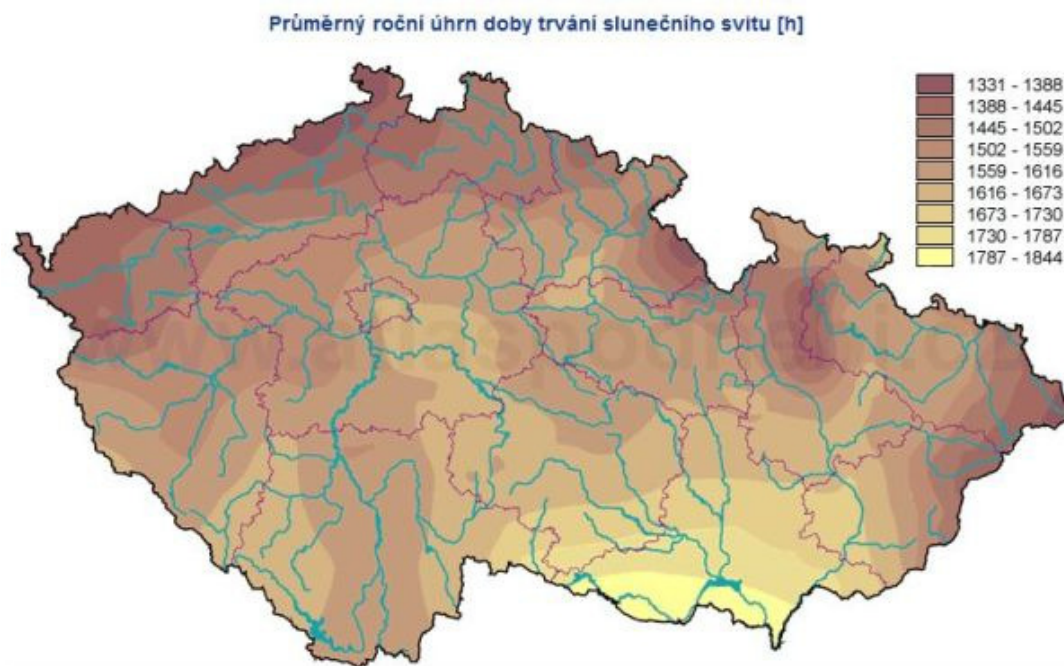 Průměrný roční úhrn doby trvání slunečního svitu [h]
1331 - 1388
1388 - 1445
1445 - 1502
1502 - 1559
1559 - 1616
1616 - 1673
1673 - 1730
1730 - 1787
1787 - 1844